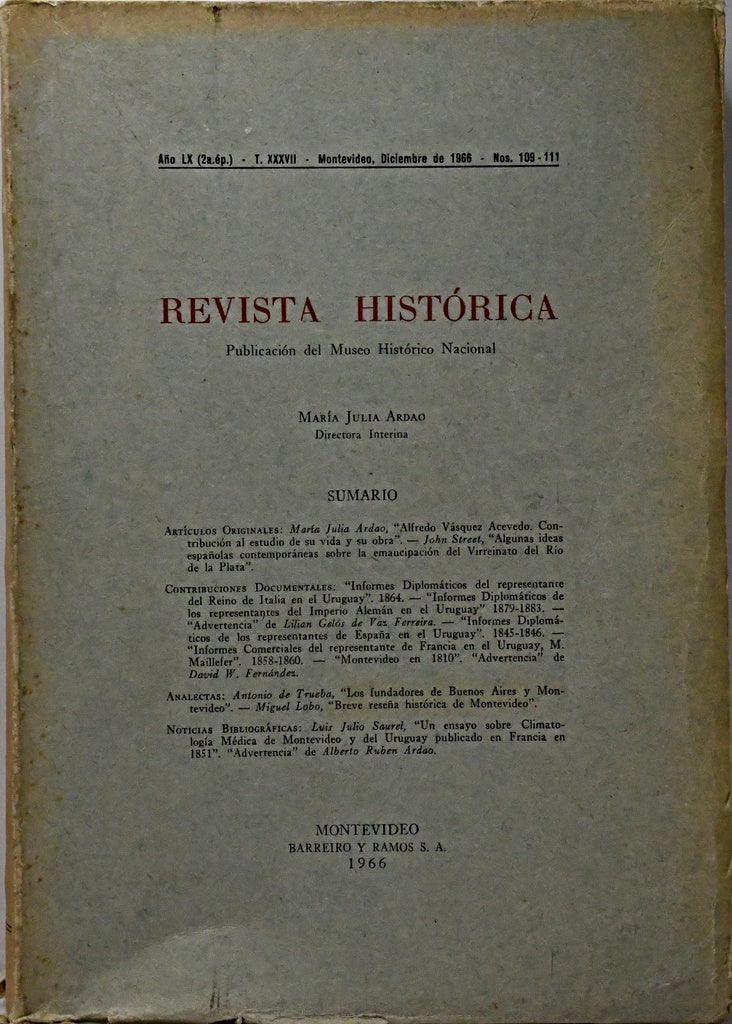 Año LX (2a.ép.) - T. XXXVII - Montevideo, Diciembre de 1966 - Nos. 109-111
REVISTA HISTÓRICA
Publicación del Museo Histórico Nacional
María Julia Ardao
Directora Interina
SUMARIO
Artículos Originales: María Julia Ardao, “Alfredo Vásquez Acevedo. Con-
tribución al estudio de su vida y su obra”. — John Street, “Algunas ideas
españolas contemporáneas sobre la emancipación del Virreinato del Río
de la Plata”.
Contribuciones Documentales: “Informes Diplomáticos del representante
del Reino de Italia en el Uruguay”. 1864. — “Informes Diplomáticos de
los representantes del Imperio Alemán en el Uruguay” 1879-1883. —
“Advertencia” de Lilian Gelós de Vaz Ferreira. — “Informes Diplomá-
ticos de los representantes de España en el Uruguay”. 1845-1846. —
“Informes Comerciales del representante de Francia en el Uruguay, M.
Maillefer”. 1858-1860. — “Montevideo en 1810”. “Advertencia” de
David W. Fernández.
Analectas: Antonio de Trueba, “Los fundadores de Buenos Aires y Mon-
tevideo”. — Miguel Lobo, “Breve reseña histórica de Montevideo”.
Noticias Bibliográficas: Luis Julio Saurel, “Un ensayo sobre Climato-
logía Médica de Montevideo y del Uruguay publicado en Francia en
1851”. “Advertencia” de Alberto Ruben Ardao.
MONTEVIDEO
BARREIRO Y RAMOS S. A.
1966